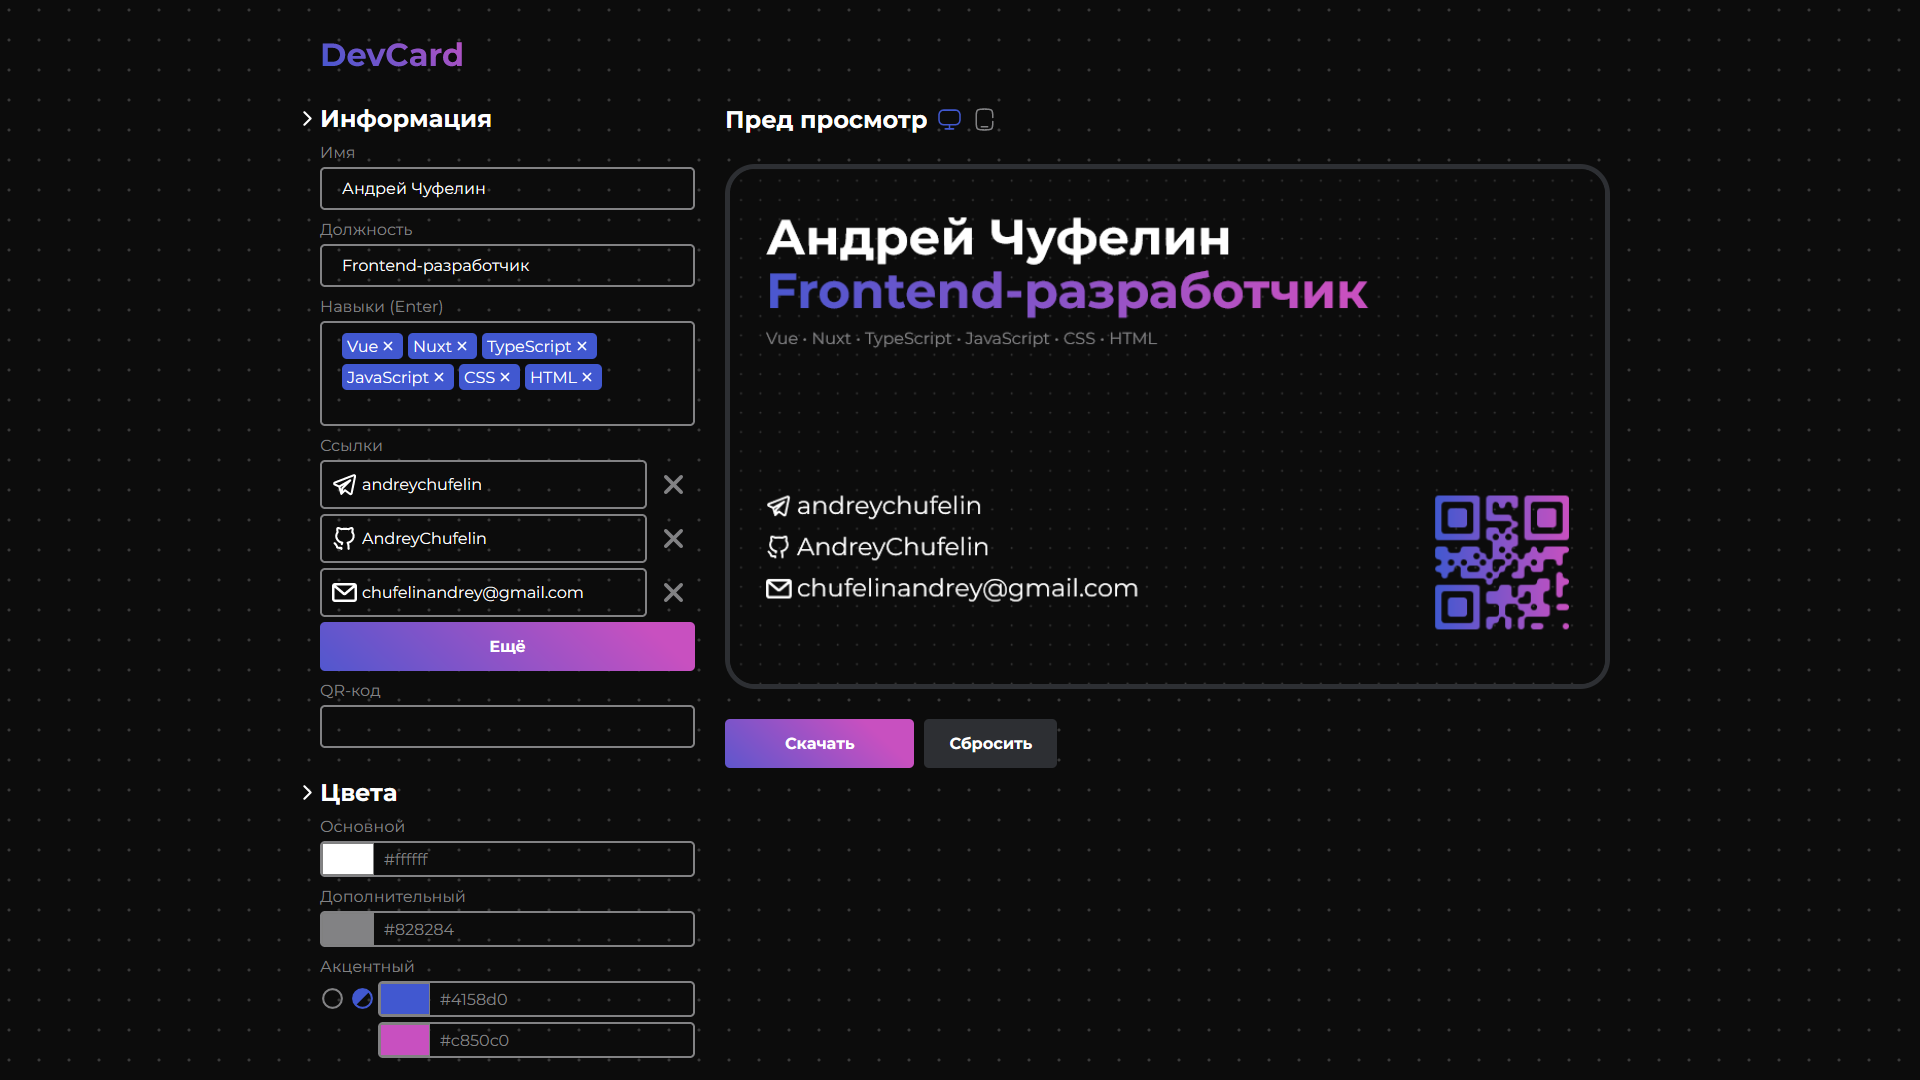 DevCard
Информация
Имя
Андрей Чуфелин
Должность
Frontend-разработчик
Навыки (Enter)
Vue Nuxt TypeScript
JavaScript CSS HTML
Ссылки
andreychufelin
AndreyChufelin
chufelinandrey@gmail.com
Ещё
QR-код
Цвета
Основной
#ffffff
Дополнительный
#828284
Акцентный
#4158d0
#c850c0
Пред просмотр
Андрей Чуфелин
Frontend-разработчик
Vue • Nuxt • TypeScript • JavaScript • CSS • HTML
andreychufelin
AndreyChufelin
chufelinandrey@gmail.com
Скачать Сбросить